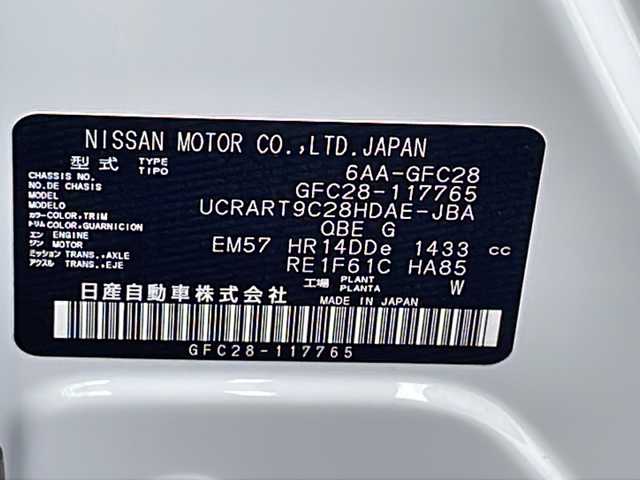 NISSAN MOTOR CO.,LTD.JAPAN
型式 TYPE TIPO 6AA-GFC28
CHASSIS NO. NO.DE CHASIS GFC28-117765
MODEL MODELO UCRART9C28HDAE-JBA
カラー COLOR,TRIM トリム COLOR,GUARNICION QBE G
エン ENGINE ジン MOTOR EM57 HR14DDe 1433 cc
ミッション TRANS.,AXLE アクスル TRANS.,EJE RE1F61C HA85
工場 PLANT PLANTA W
日産自動車株式会社 MADE IN JAPAN
GFC28-117765